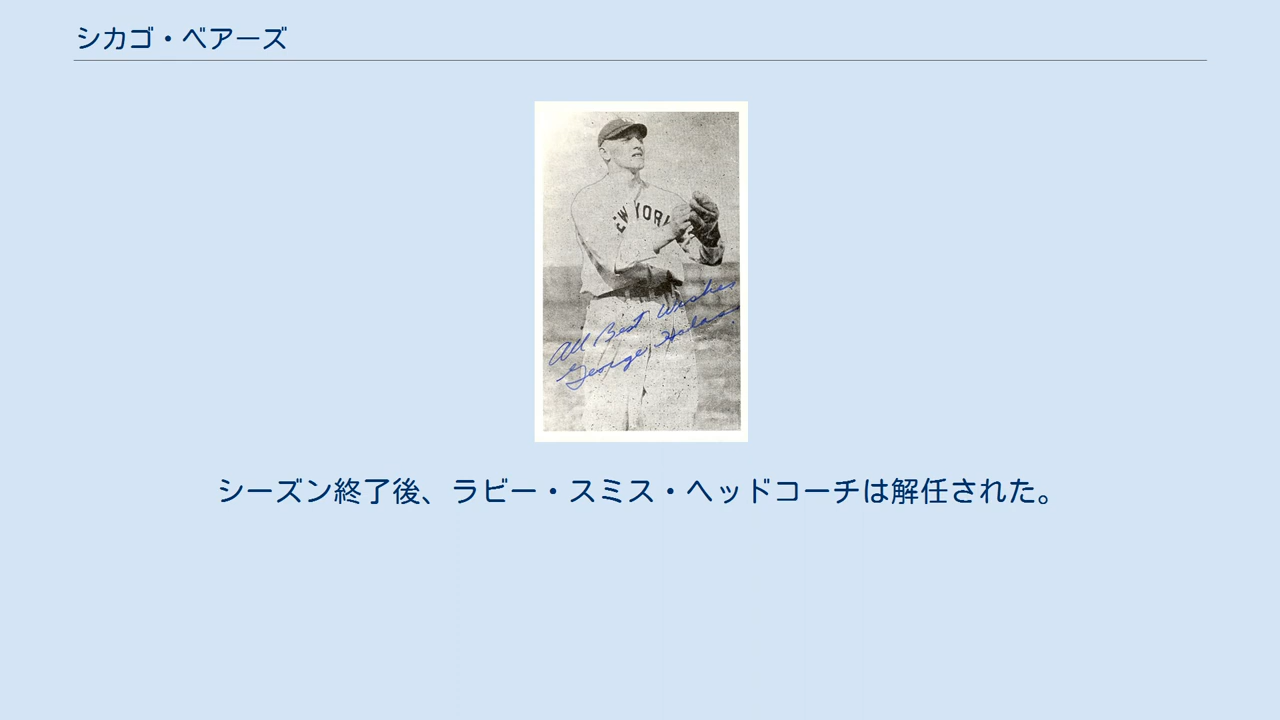 シカゴ・ベアーズ
NEW YORK
All Best Wishes
George Halas
シーズン終了後、ラビー・スミス・ヘッドコーチは解任された。